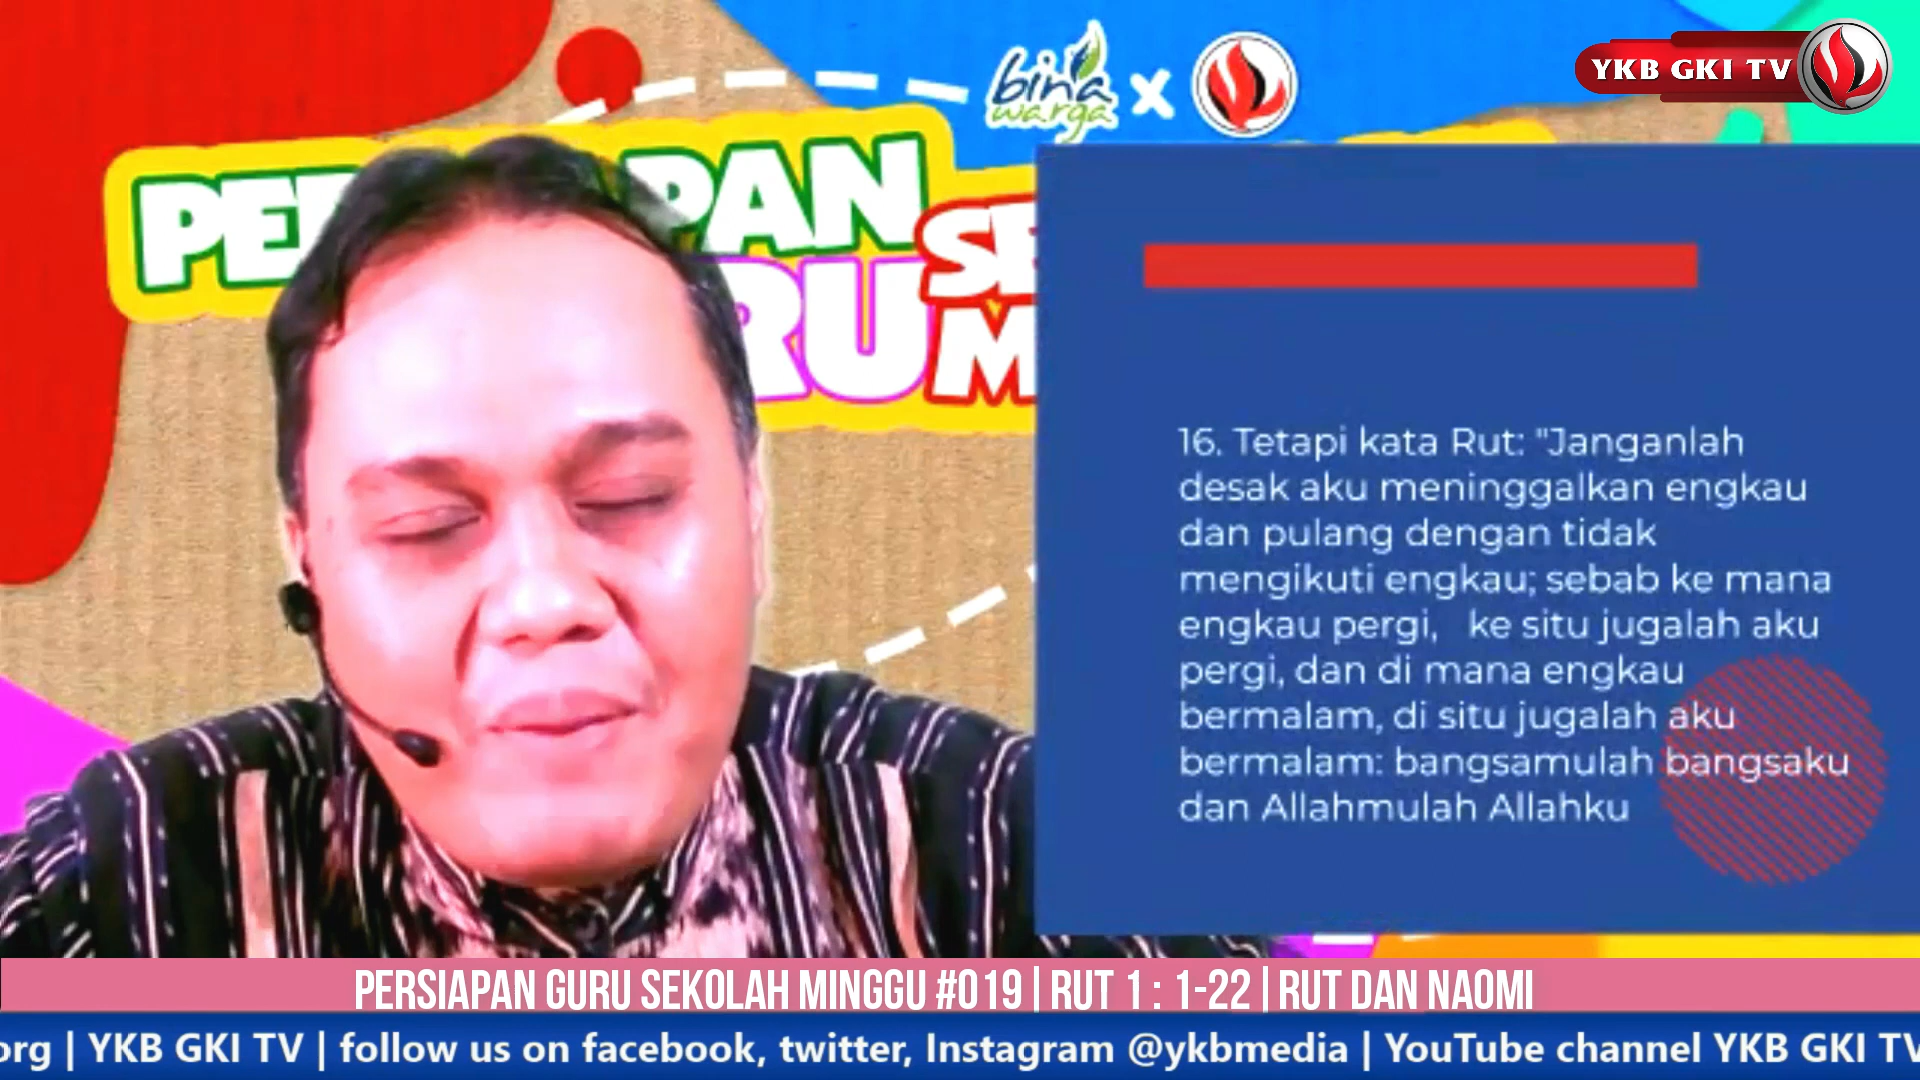 bina
warga
x
YKB GKI TV
PAN
RU
16. Tetapi kata Rut: "Janganlah
desak aku meninggalkan engkau
dan pulang dengan tidak
mengikuti engkau; sebab ke mana
engkau pergi, ke situ jugalah aku
pergi, dan di mana engkau
bermalam, di situ jugalah aku
bermalam: bangsamulah bangsaku
dan Allahmulah Allahku
PERSIAPAN GURU SEKOLAH MINGGU #019 | RUT 1 : 1-22 | RUT DAN NAOMI
org | YKB GKI TV | follow us on facebook, twitter, Instagram @ykbmedia | YouTube channel YKB GKI TV